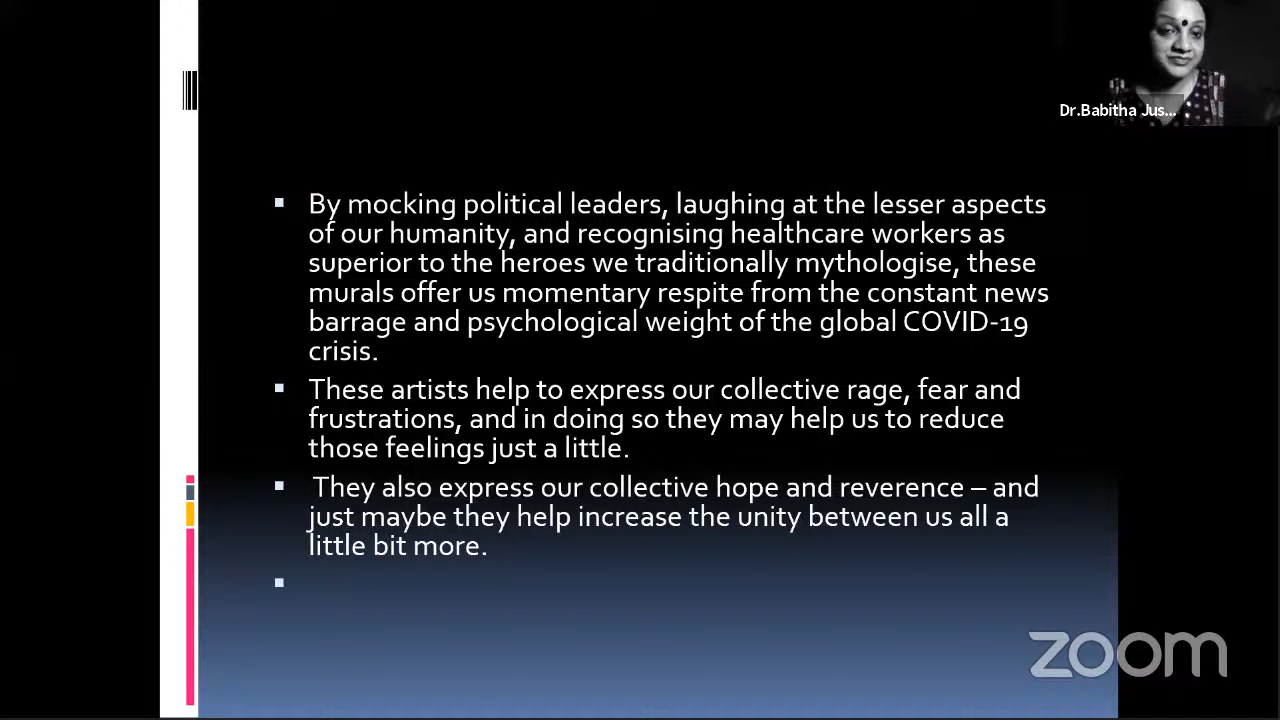 Dr.Babitha Jus...
▪ By mocking political leaders, laughing at the lesser aspects
of our humanity, and recognising healthcare workers as
superior to the heroes we traditionally mythologise, these
murals offer us momentary respite from the constant news
barrage and psychological weight of the global COVID-19
crisis.
▪ These artists help to express our collective rage, fear and
frustrations, and in doing so they may help us to reduce
those feelings just a little.
▪ They also express our collective hope and reverence – and
just maybe they help increase the unity between us all a
little bit more.
▪
zoom